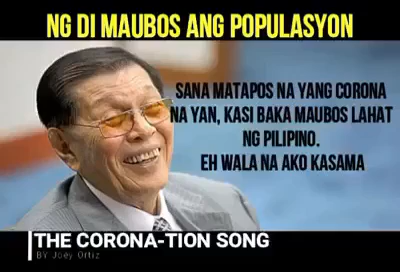 NG DI MAUBOS ANG POPULASYON
SANA MATAPOS NA YANG CORONA
NA YAN, KASI BAKA MAUBOS LAHAT
NG PILIPINO.
EH WALA NA AKO KASAMA
THE CORONA-TION SONG
BY Joey Ortiz